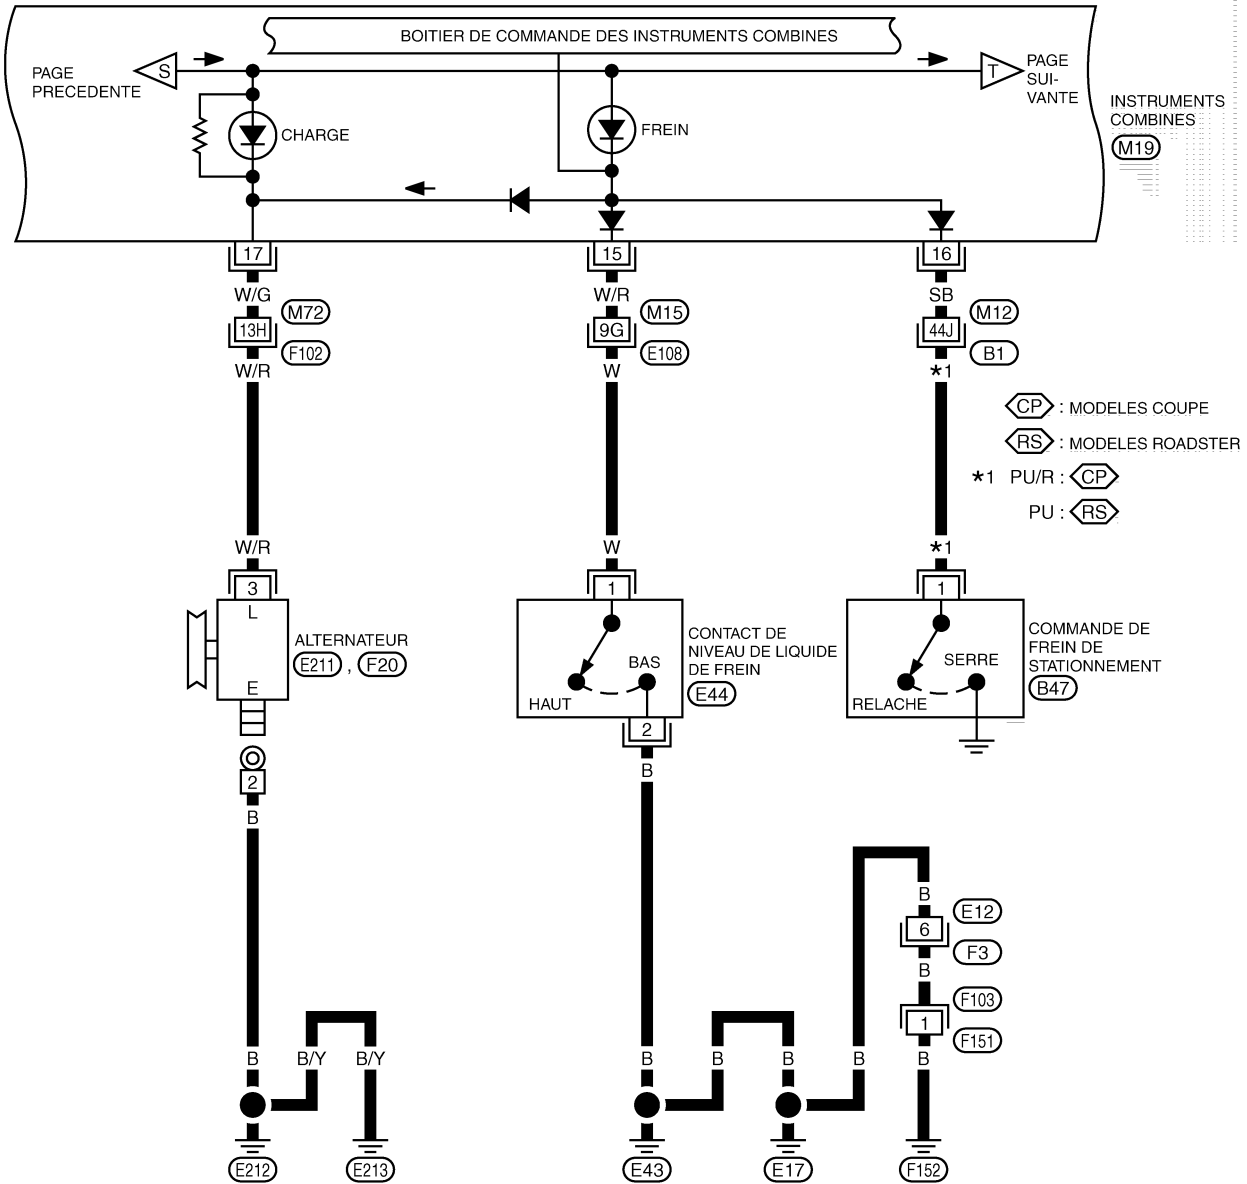 BOITIER DE COMMANDE DES INSTRUMENTS COMBINES
PAGE
PRECEDENTE
S
T
PAGE
SUI-
VANTE
INSTRUMENTS
COMBINES
M19
CHARGE
FREIN
17
15
16
W/G
W/R
SB
M72
M15
M12
13H
9G
44J
F102
E108
B1
W/R
W
*1
CP : MODELES COUPE
RS : MODELES ROADSTER
*1 PU/R : CP
PU : RS
W/R
W
*1
3
1
1
L
ALTERNATEUR
E211 , F20
E
CONTACT DE
NIVEAU DE LIQUIDE
DE FREIN
E44
BAS
HAUT
COMMANDE DE
FREIN DE
STATIONNEMENT
B47
SERRE
RELACHE
2
B
2
B
B
E12
6
F3
B
F103
1
F151
B
B/Y
B/Y
B
B
B
B
B
E212
E213
E43
E17
F152